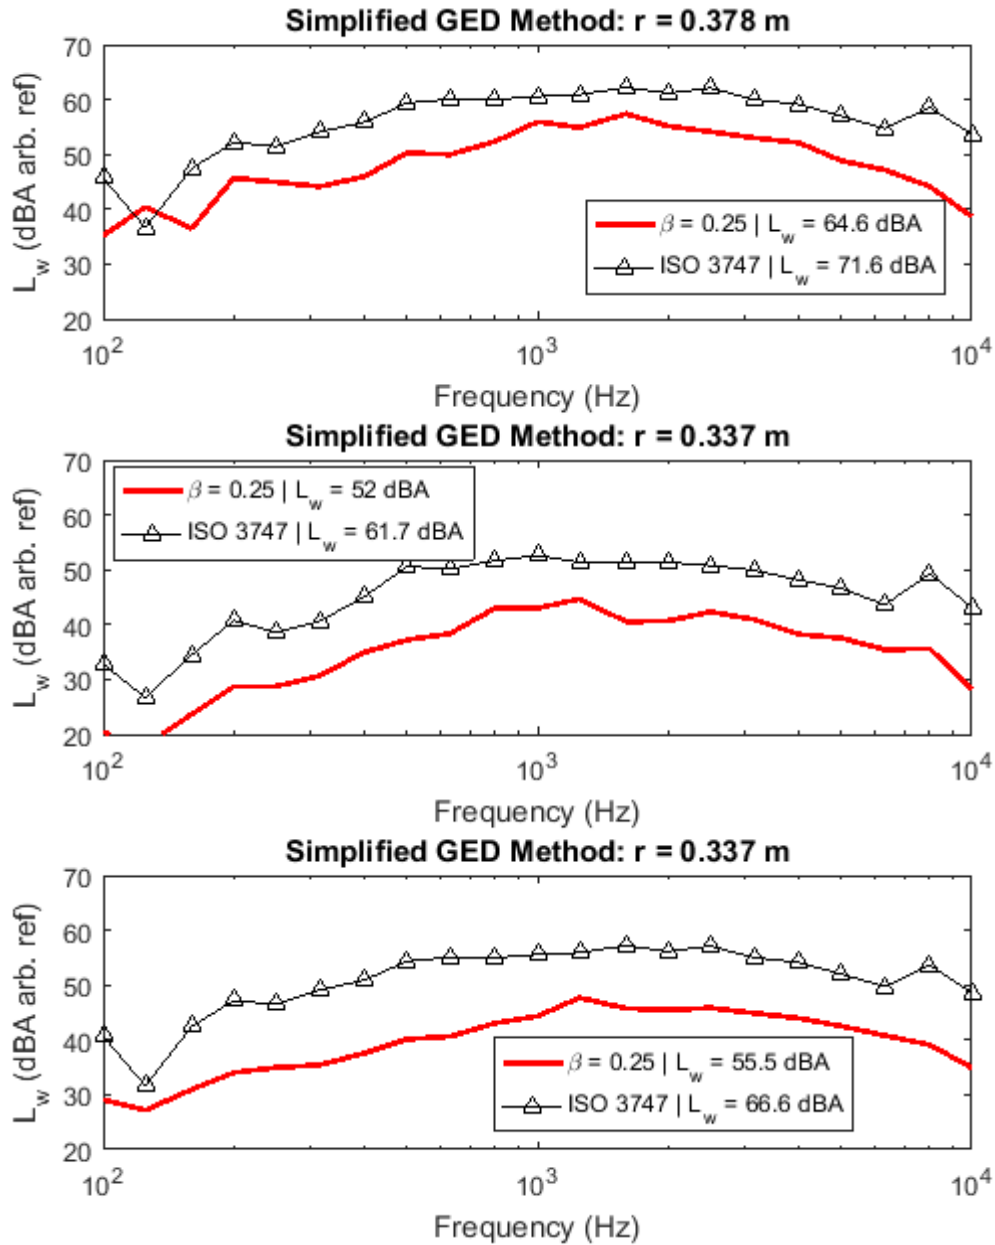 Simplified GED Method: r = 0.378 m
70
60
50
40
30
20
L_w (dBA arb. ref)
β = 0.25 | L_w = 64.6 dBA
ISO 3747 | L_w = 71.6 dBA
10^2
10^3
10^4
Frequency (Hz)
Simplified GED Method: r = 0.337 m
70
60
50
40
30
20
L_w (dBA arb. ref)
β = 0.25 | L_w = 52 dBA
ISO 3747 | L_w = 61.7 dBA
10^2
10^3
10^4
Frequency (Hz)
Simplified GED Method: r = 0.337 m
70
60
50
40
30
20
L_w (dBA arb. ref)
β = 0.25 | L_w = 55.5 dBA
ISO 3747 | L_w = 66.6 dBA
10^2
10^3
10^4
Frequency (Hz)